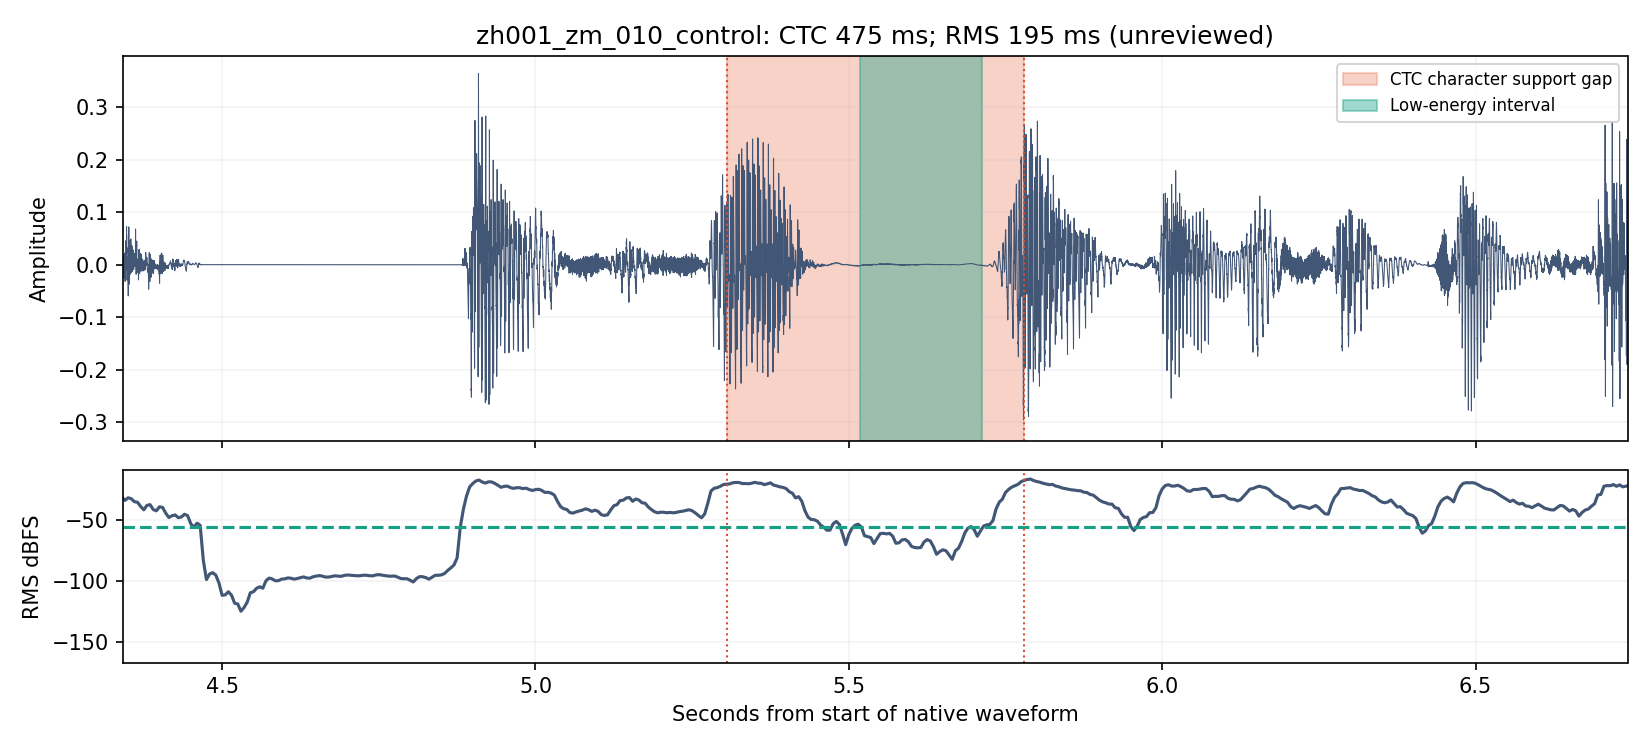 zh001_zm_010_control: CTC 475 ms; RMS 195 ms (unreviewed)
CTC character support gap
Low-energy interval
Amplitude
0.3
0.2
0.1
0.0
−0.1
−0.2
−0.3
RMS dBFS
−50
−100
−150
4.5 5.0 5.5 6.0 6.5
Seconds from start of native waveform